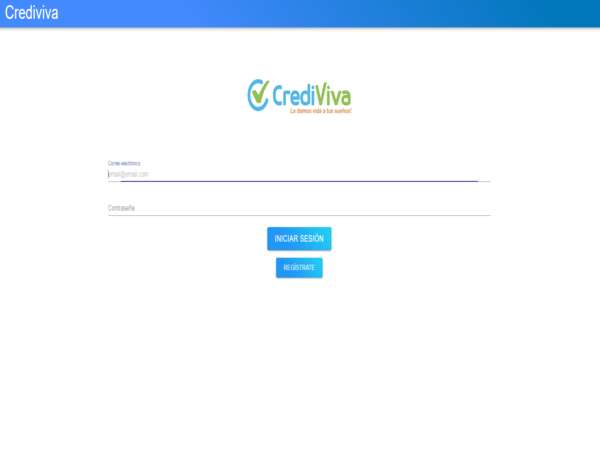 Crediviva
CrediViva
Le damos vida a tus sueños!
Correo electrónico
email@email.com
Contraseña
INICIAR SESIÓN
REGÍSTRATE